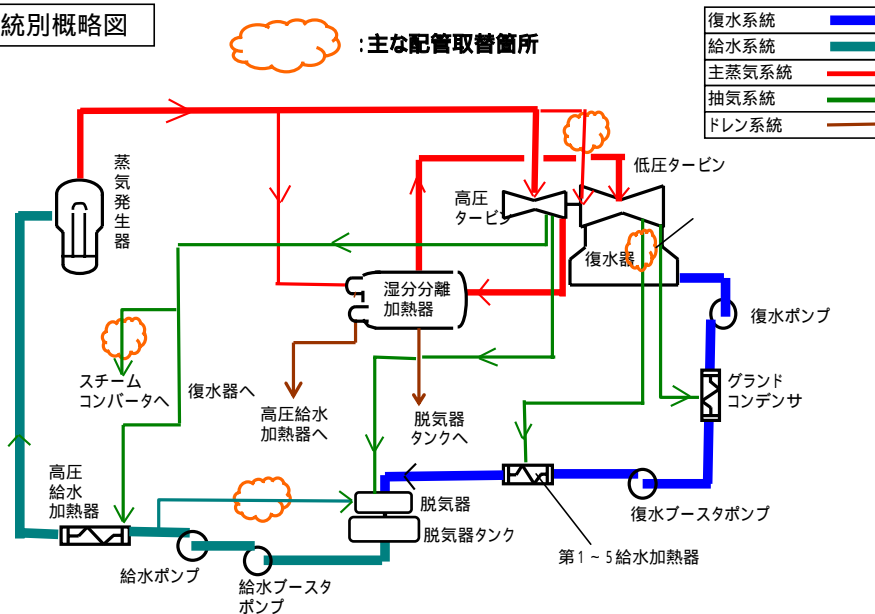 統別概略図
：主な配管取替箇所
復水系統
給水系統
主蒸気系統
抽気系統
ドレン系統
蒸気発生器
高圧
タービン
低圧タービン
復水器
湿分分離
加熱器
復水ポンプ
グランド
コンデンサ
スチーム
コンバータへ
復水器へ
高圧給水
加熱器へ
脱気器
タンクへ
高圧
給水
加熱器
脱気器
脱気器タンク
復水ブースタポンプ
第1～5給水加熱器
給水ポンプ
給水ブースタ
ポンプ